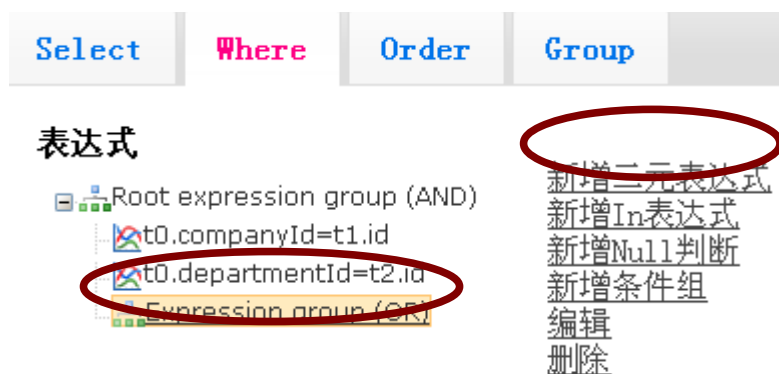 Select Where Order Group
表达式
Root expression group (AND)
t0.companyId=t1.id
t0.departmentId=t2.id
Expression group (OR)
新增二元表达式
新增In表达式
新增Null判断
新增条件组
编辑
删除